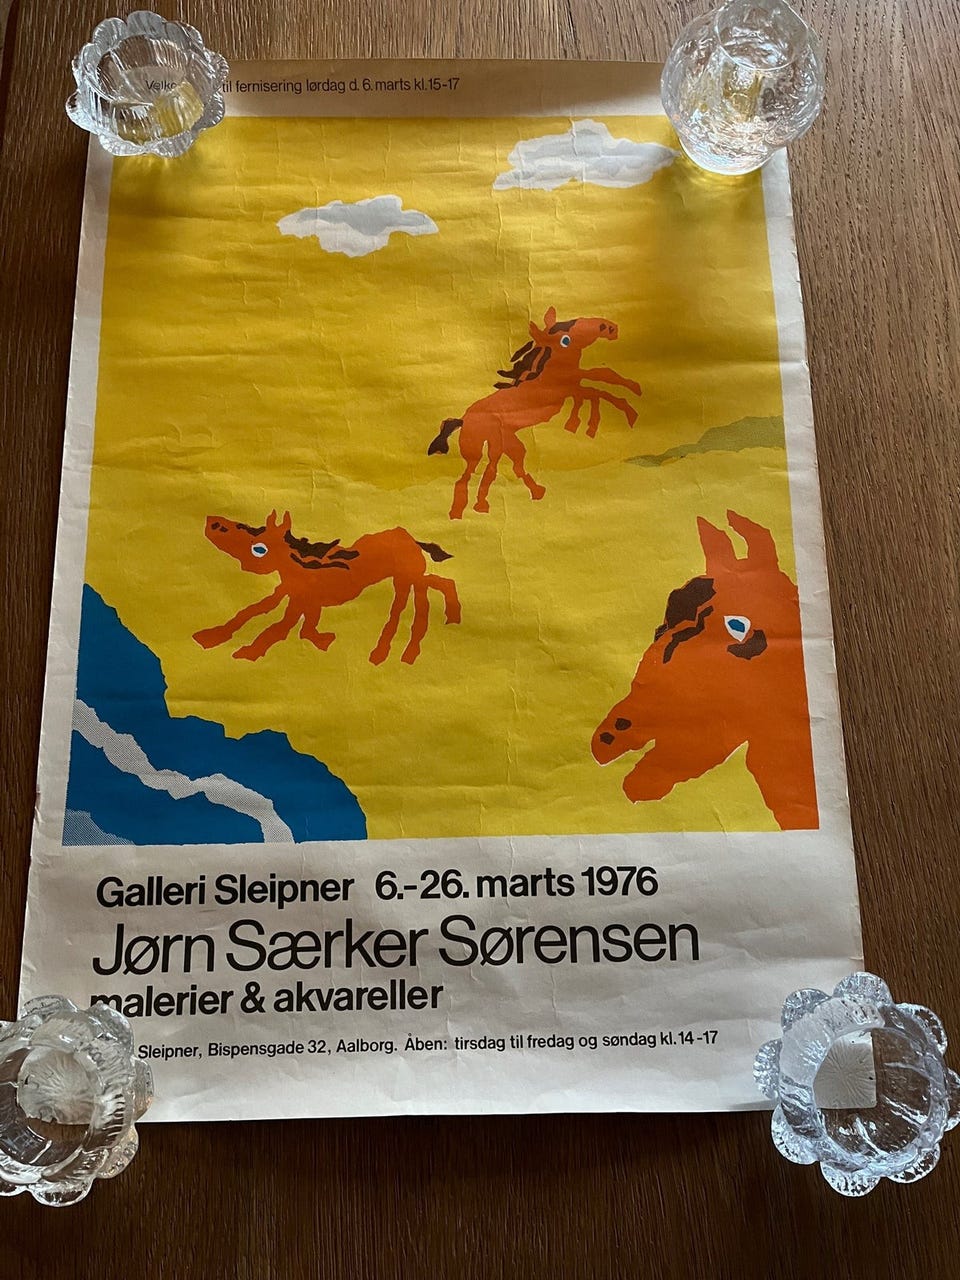 Velko til fernisering lørdag d. 6. marts kl. 15-17
Galleri Sleipner 6.-26. marts 1976
Jørn Særker Sørensen
malerier & akvareller
Sleipner, Bispensgade 32, Aalborg. Åben: tirsdag til fredag og søndag kl. 14-17